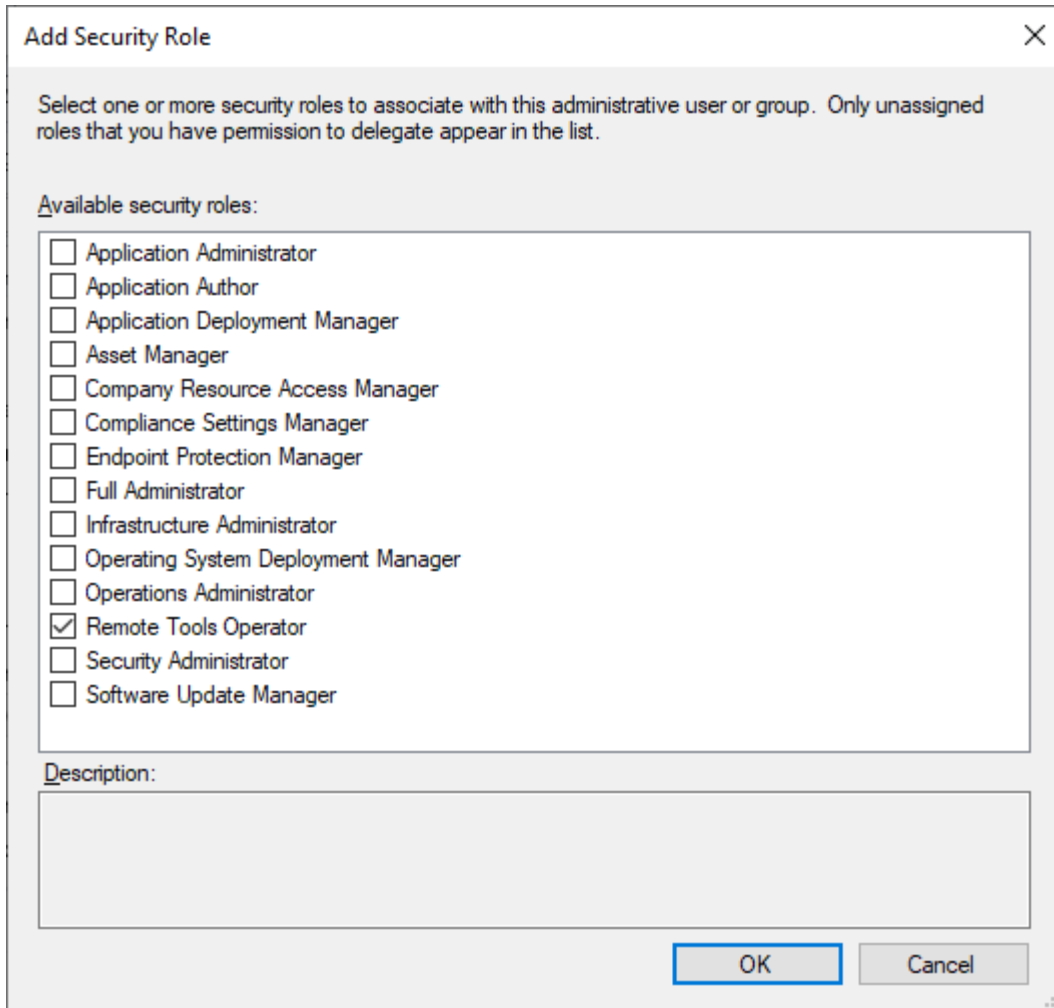 Add Security Role
Select one or more security roles to associate with this administrative user or group.  Only unassigned
roles that you have permission to delegate appear in the list.
Available security roles:
Application Administrator
Application Author
Application Deployment Manager
Asset Manager
Company Resource Access Manager
Compliance Settings Manager
Endpoint Protection Manager
Full Administrator
Infrastructure Administrator
Operating System Deployment Manager
Operations Administrator
Remote Tools Operator
Security Administrator
Software Update Manager
Description:
OK
Cancel